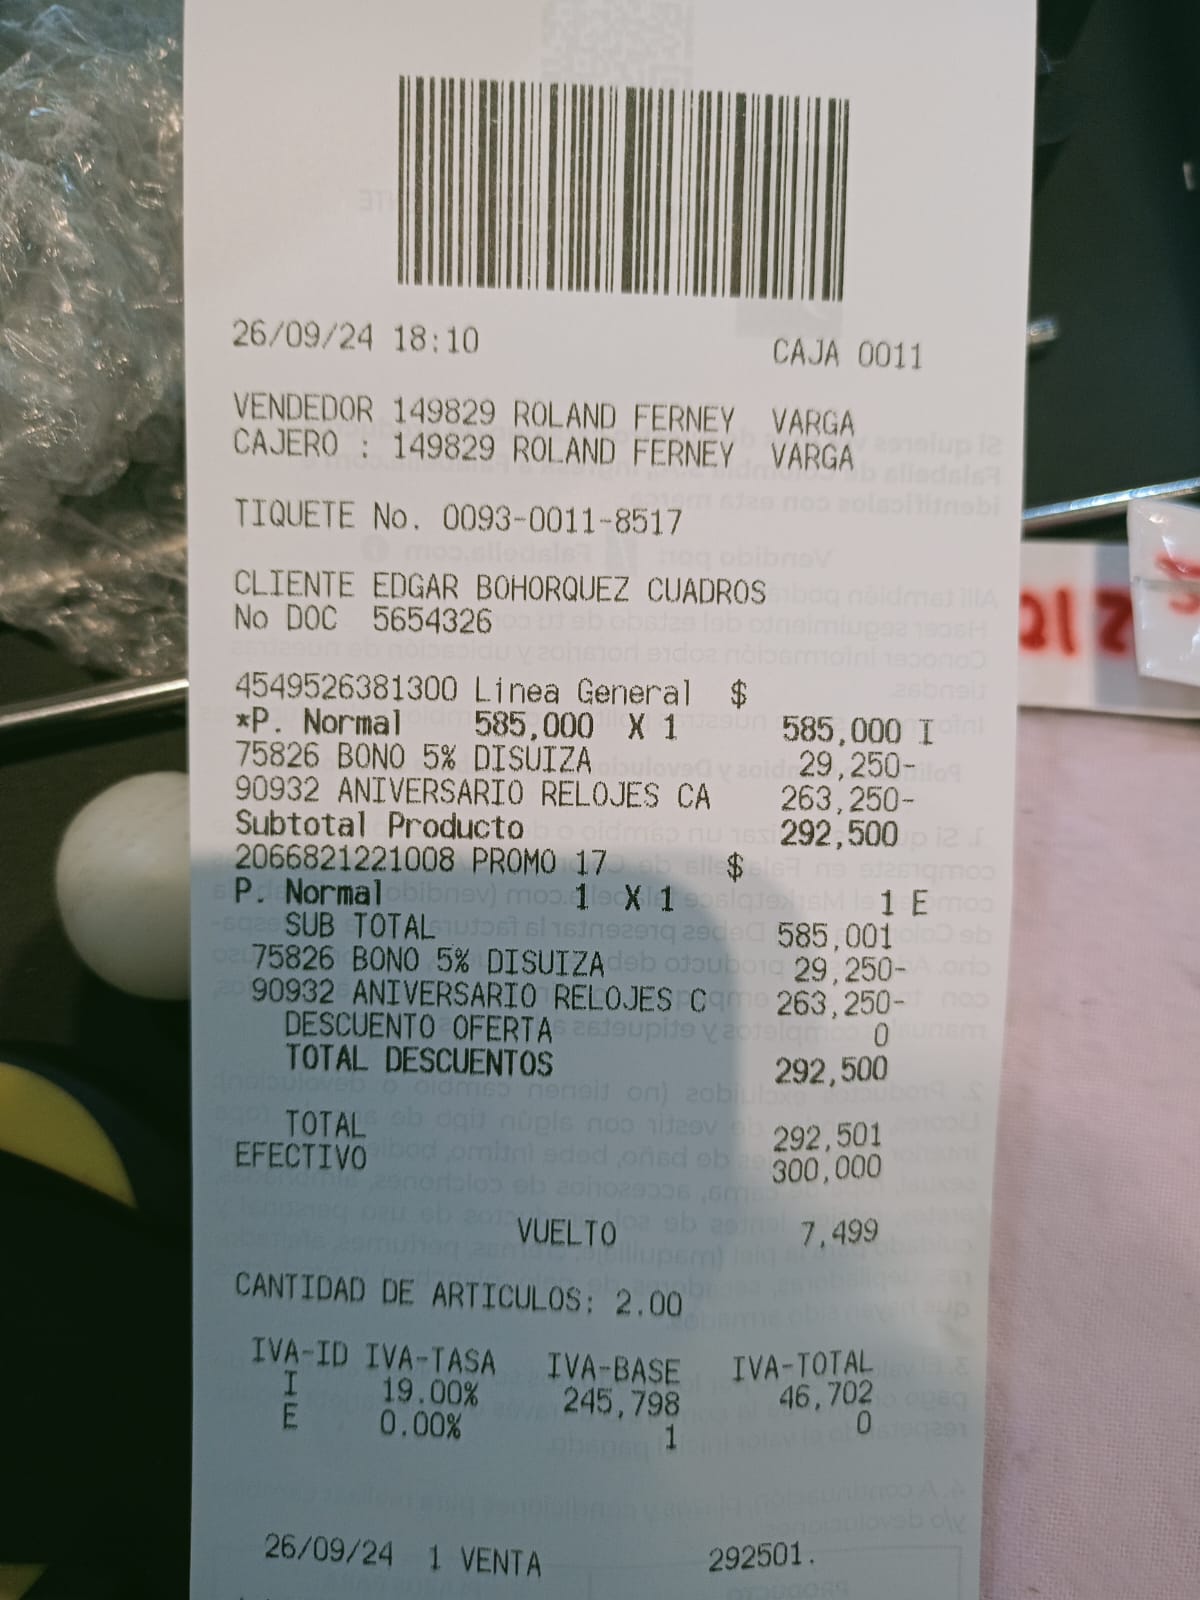 26/09/24 18:10 CAJA 0011
VENDEDOR 149829 ROLAND FERNEY VARGA
CAJERO : 149829 ROLAND FERNEY VARGA
TIQUETE No. 0093-0011-8517
CLIENTE EDGAR BOHORQUEZ CUADROS
No DOC 5654326
4549526381300 Linea General $
*P. Normal 585,000 X 1 585,000 I
75826 BONO 5% DISUIZA 29,250-
90932 ANIVERSARIO RELOJES CA 263,250-
Subtotal Producto 292,500
2066821221008 PROMO 17 $
P. Normal 1 X 1 1 E
SUB TOTAL 585,001
75826 BONO 5% DISUIZA 29,250-
90932 ANIVERSARIO RELOJES C 263,250-
DESCUENTO OFERTA 0
TOTAL DESCUENTOS 292,500
TOTAL 292,501
EFECTIVO 300,000
VUELTO 7,499
CANTIDAD DE ARTICULOS: 2.00
IVA-ID IVA-TASA IVA-BASE IVA-TOTAL
I 19.00% 245,798 46,702
E 0.00% 1 0
26/09/24 1 VENTA 292501.